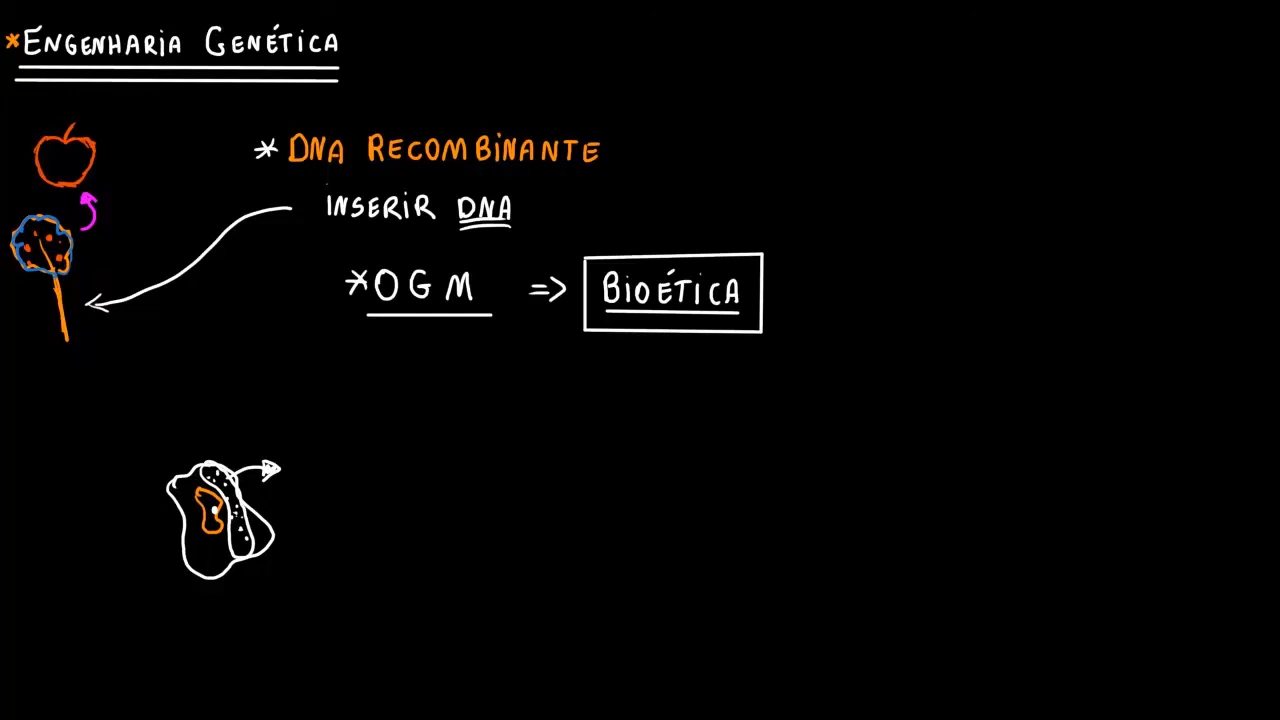 *ENGENHARIA GENÉTICA
* DNA RECOMBINANTE
INSERIR DNA
*OGM => BIOÉTICA